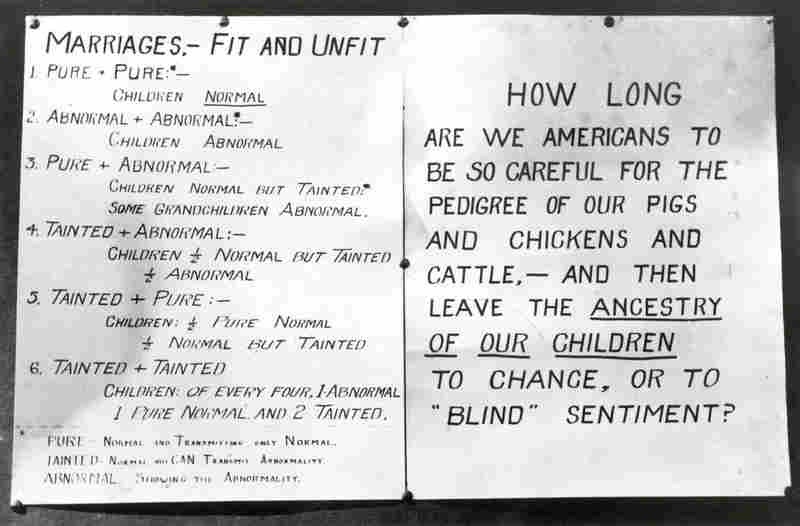 MARRIAGES.— FIT AND UNFIT
1. PURE + PURE:—
CHILDREN NORMAL
2. ABNORMAL + ABNORMAL:—
CHILDREN ABNORMAL
3. PURE + ABNORMAL:—
CHILDREN NORMAL BUT TAINTED:
SOME GRANDCHILDREN ABNORMAL.
4. TAINTED + ABNORMAL:—
CHILDREN ½ NORMAL BUT TAINTED
½ ABNORMAL
5. TAINTED + PURE:—
CHILDREN: ½ PURE NORMAL
½ NORMAL BUT TAINTED
6. TAINTED + TAINTED
CHILDREN: OF EVERY FOUR, 1 ABNORMAL
1 PURE NORMAL AND 2 TAINTED.
PURE — NORMAL AND TRANSMITTING ONLY NORMAL.
TAINTED- NORMAL BUT CAN TRANSMIT ABNORMALITY.
ABNORMAL. SHOWING THE ABNORMALITY.
HOW LONG
ARE WE AMERICANS TO
BE SO CAREFUL FOR THE
PEDIGREE OF OUR PIGS
AND CHICKENS AND
CATTLE,— AND THEN
LEAVE THE ANCESTRY
OF OUR CHILDREN
TO CHANCE, OR TO
"BLIND" SENTIMENT?